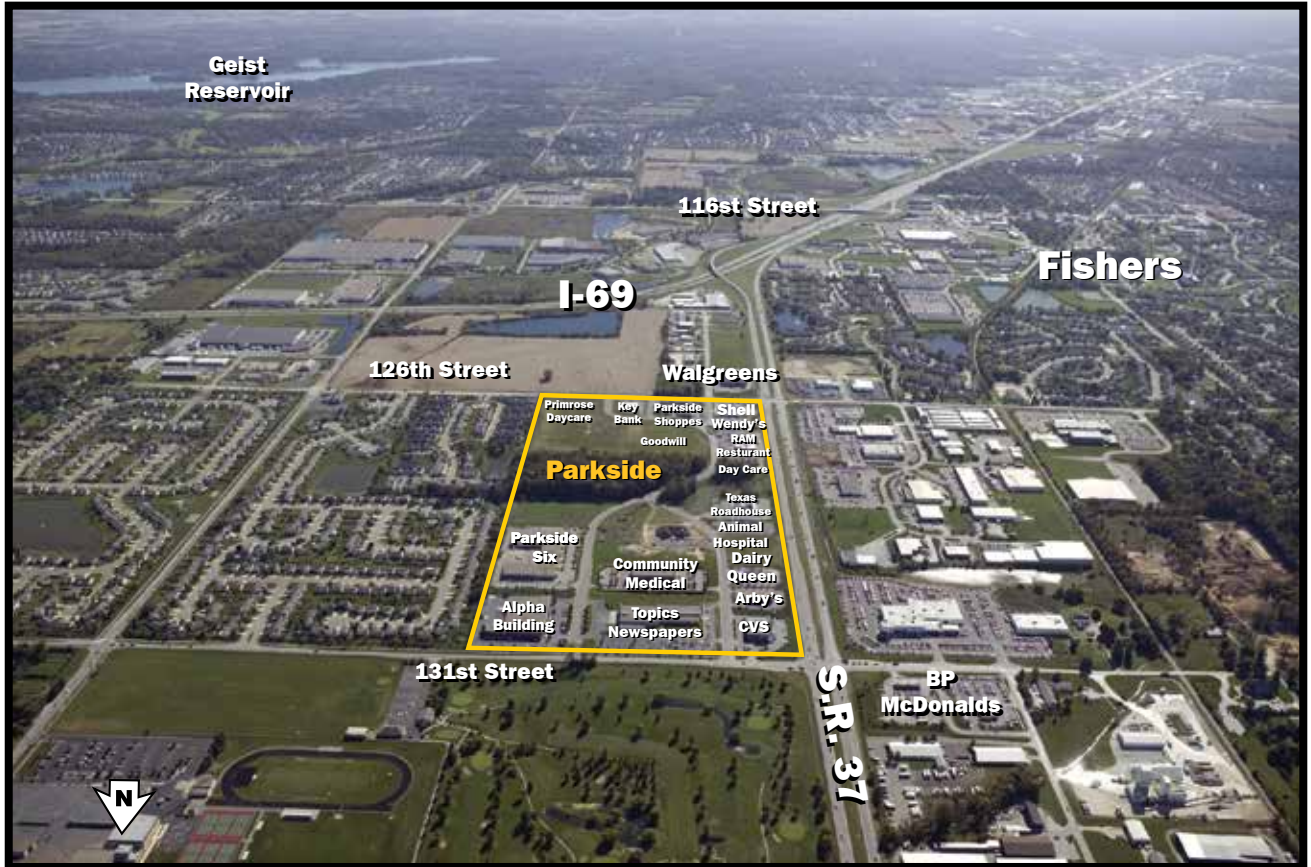 Geist
Reservoir
116st Street
Fishers
I-69
126th Street
Walgreens
Primrose
Daycare
Key
Bank
Parkside
Shoppes
Shell
Wendy's
Goodwill
RAM
Resturant
Parkside
Day Care
Texas
Roadhouse
Animal
Hospital
Parkside
Six
Dairy
Queen
Community
Medical
Arby's
Alpha
Building
Topics
Newspapers
CVS
131st Street
S.R. 37
BP
McDonalds
N